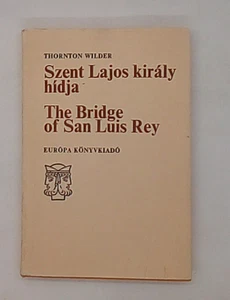 THORNTON WILDER
Szent Lajos király
hídja
The Bridge
of San Luis Rey
EURÓPA KÖNYVKIADÓ